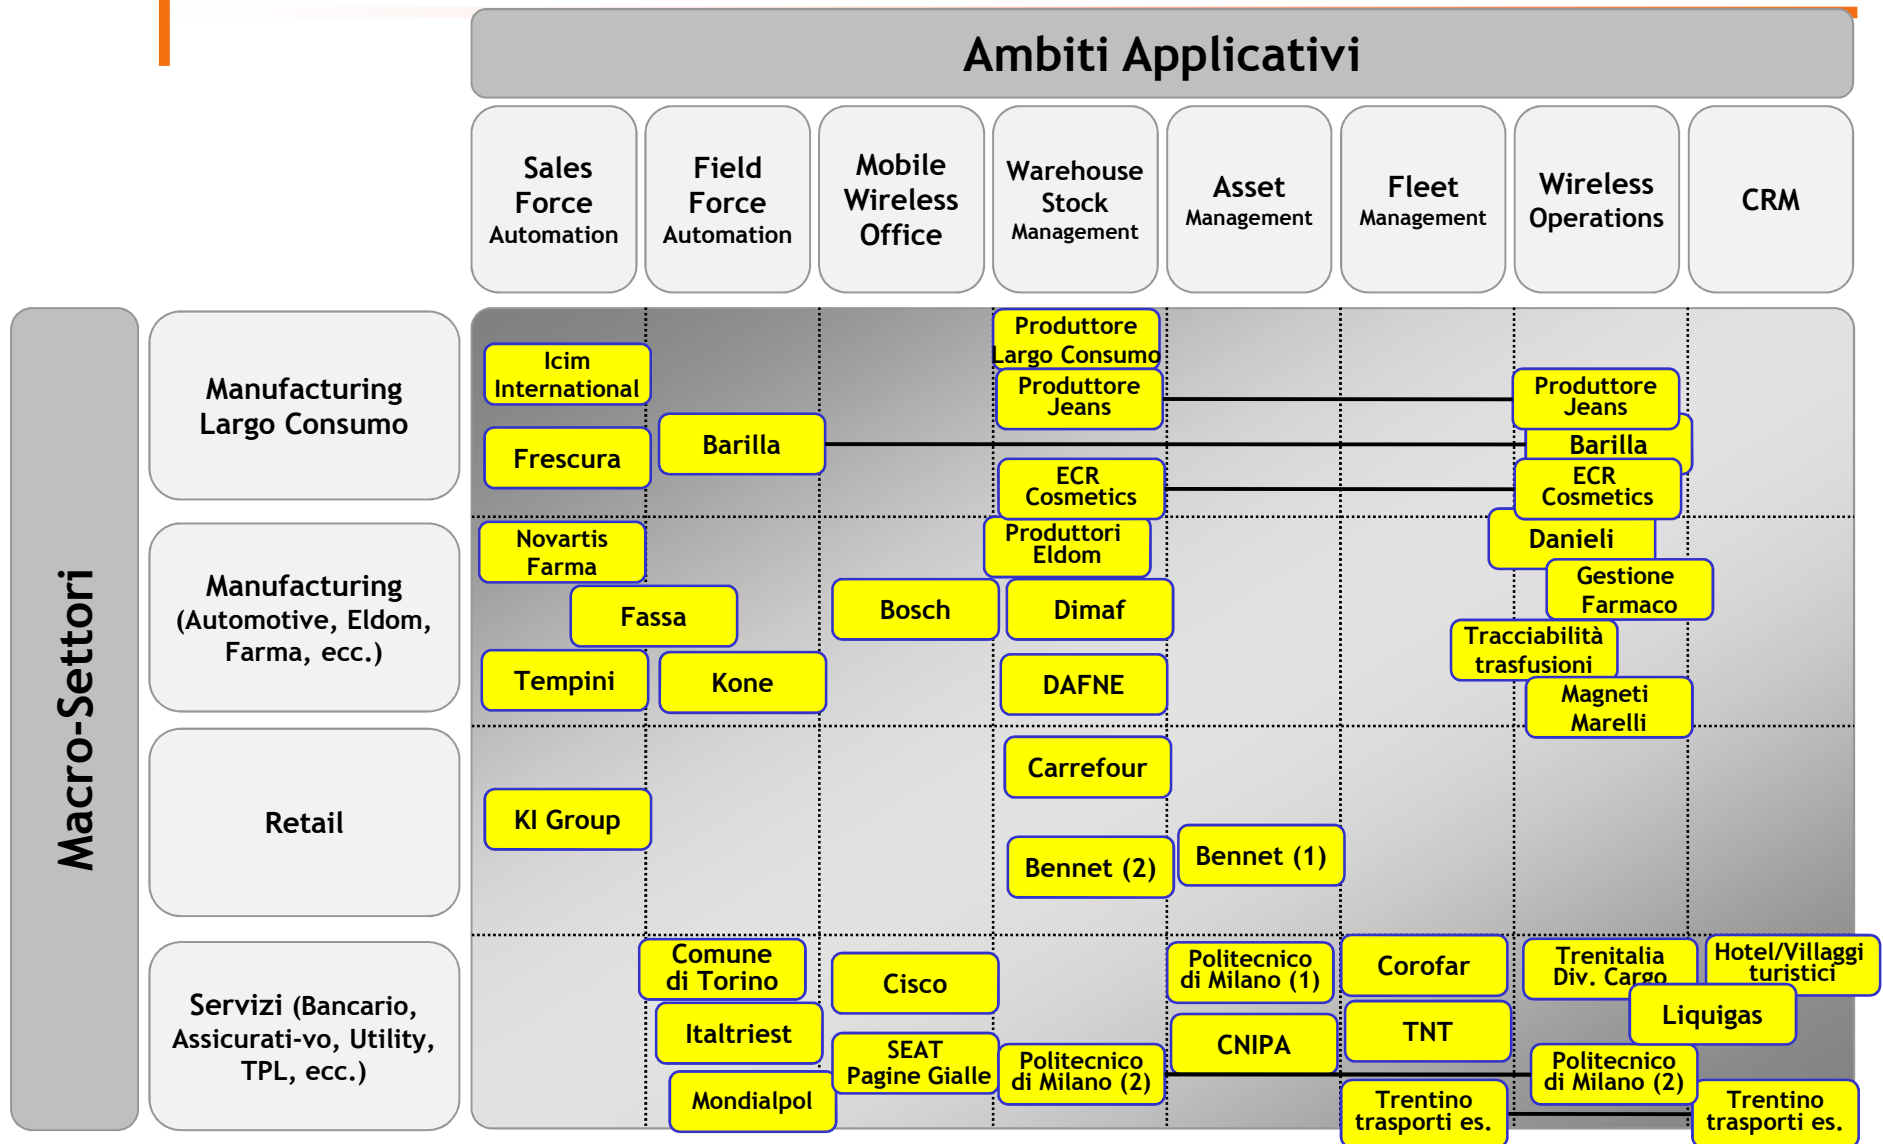 Ambiti Applicativi
Sales
Force
Automation
Field
Force
Automation
Mobile
Wireless
Office
Warehouse
Stock
Management
Asset
Management
Fleet
Management
Wireless
Operations
CRM
Macro-Settori
Manufacturing
Largo Consumo
Icim
International
Frescura
Barilla
Produttore
Largo Consumo
Produttore
Jeans
ECR
Cosmetics
Produttore
Jeans
Barilla
ECR
Cosmetics
Manufacturing
(Automotive, Eldom,
Farma, ecc.)
Novartis
Farma
Fassa
Tempini
Kone
Bosch
Produttori
Eldom
Dimaf
DAFNE
Danieli
Gestione
Farmaco
Tracciabilità
trasfusioni
Magneti
Marelli
Retail
KI Group
Carrefour
Bennet (2)
Bennet (1)
Servizi (Bancario,
Assicurati-vo, Utility,
TPL, ecc.)
Comune
di Torino
Italtriest
Mondialpol
Cisco
SEAT
Pagine Gialle
Politecnico
di Milano (2)
Politecnico
di Milano (1)
CNIPA
Corofar
TNT
Trentino
trasporti es.
Trenitalia
Div. Cargo
Hotel/Villaggi
turistici
Liquigas
Politecnico
di Milano (2)
Trentino
trasporti es.